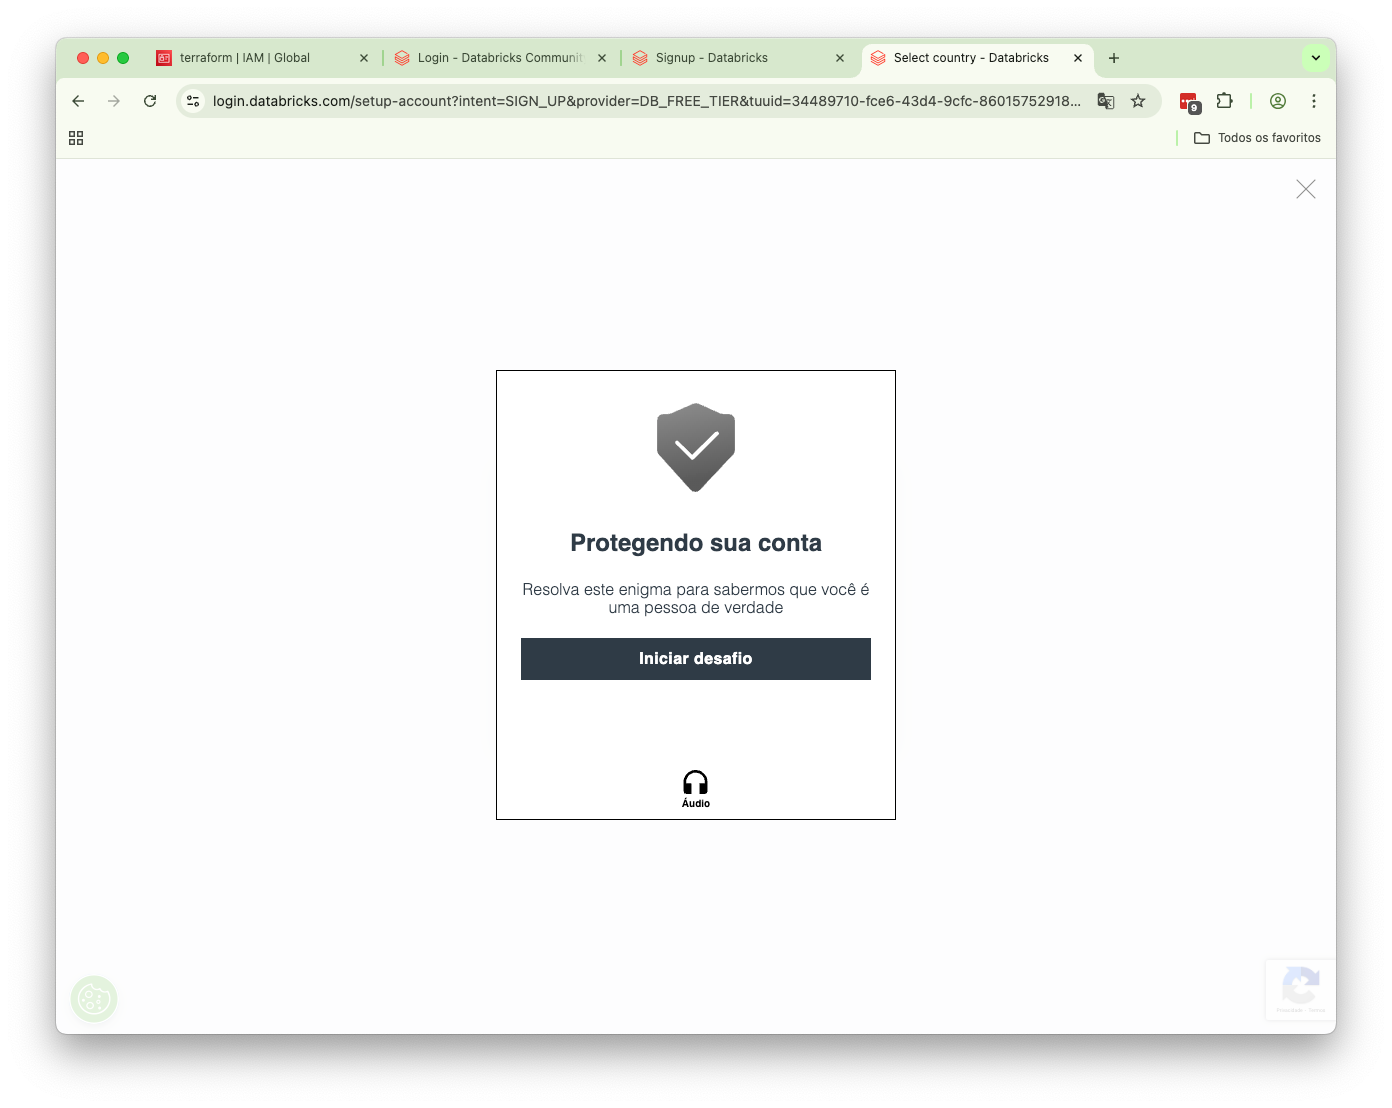 terraform | IAM | Global
Login - Databricks Communit
Signup - Databricks
Select country - Databricks
login.databricks.com/setup-account?intent=SIGN_UP&provider=DB_FREE_TIER&tuuid=34489710-fce6-43d4-9cfc-86015752918...
9
Todos os favoritos
Protegendo sua conta
Resolva este enigma para sabermos que você é
uma pessoa de verdade
Iniciar desafio
Áudio
Privacidade - Termos